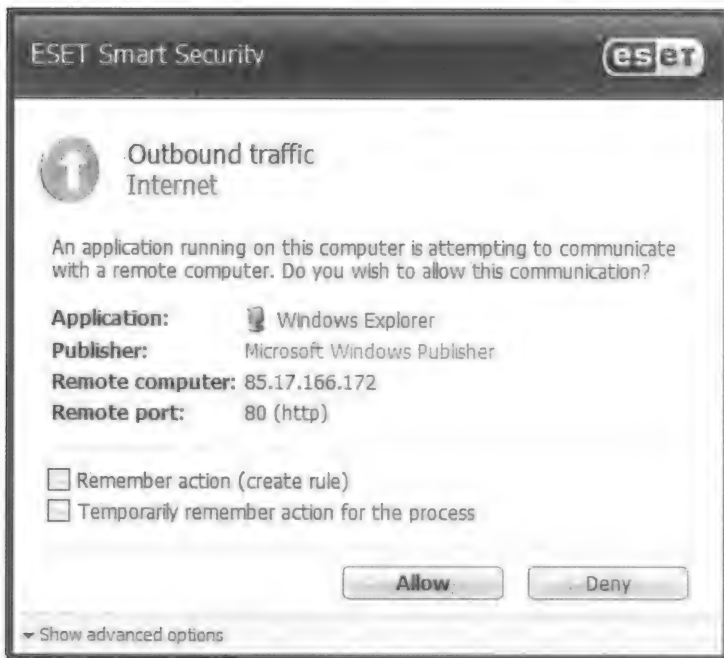 ESET Smart Security
eset
Outbound traffic
Internet
An application running on this computer is attempting to communicate
with a remote computer. Do you wish to allow this communication?
Application: Windows Explorer
Publisher: Microsoft Windows Publisher
Remote computer: 85.17.166.172
Remote port: 80 (http)
Remember action (create rule)
Temporarily remember action for the process
Allow Deny
Show advanced options